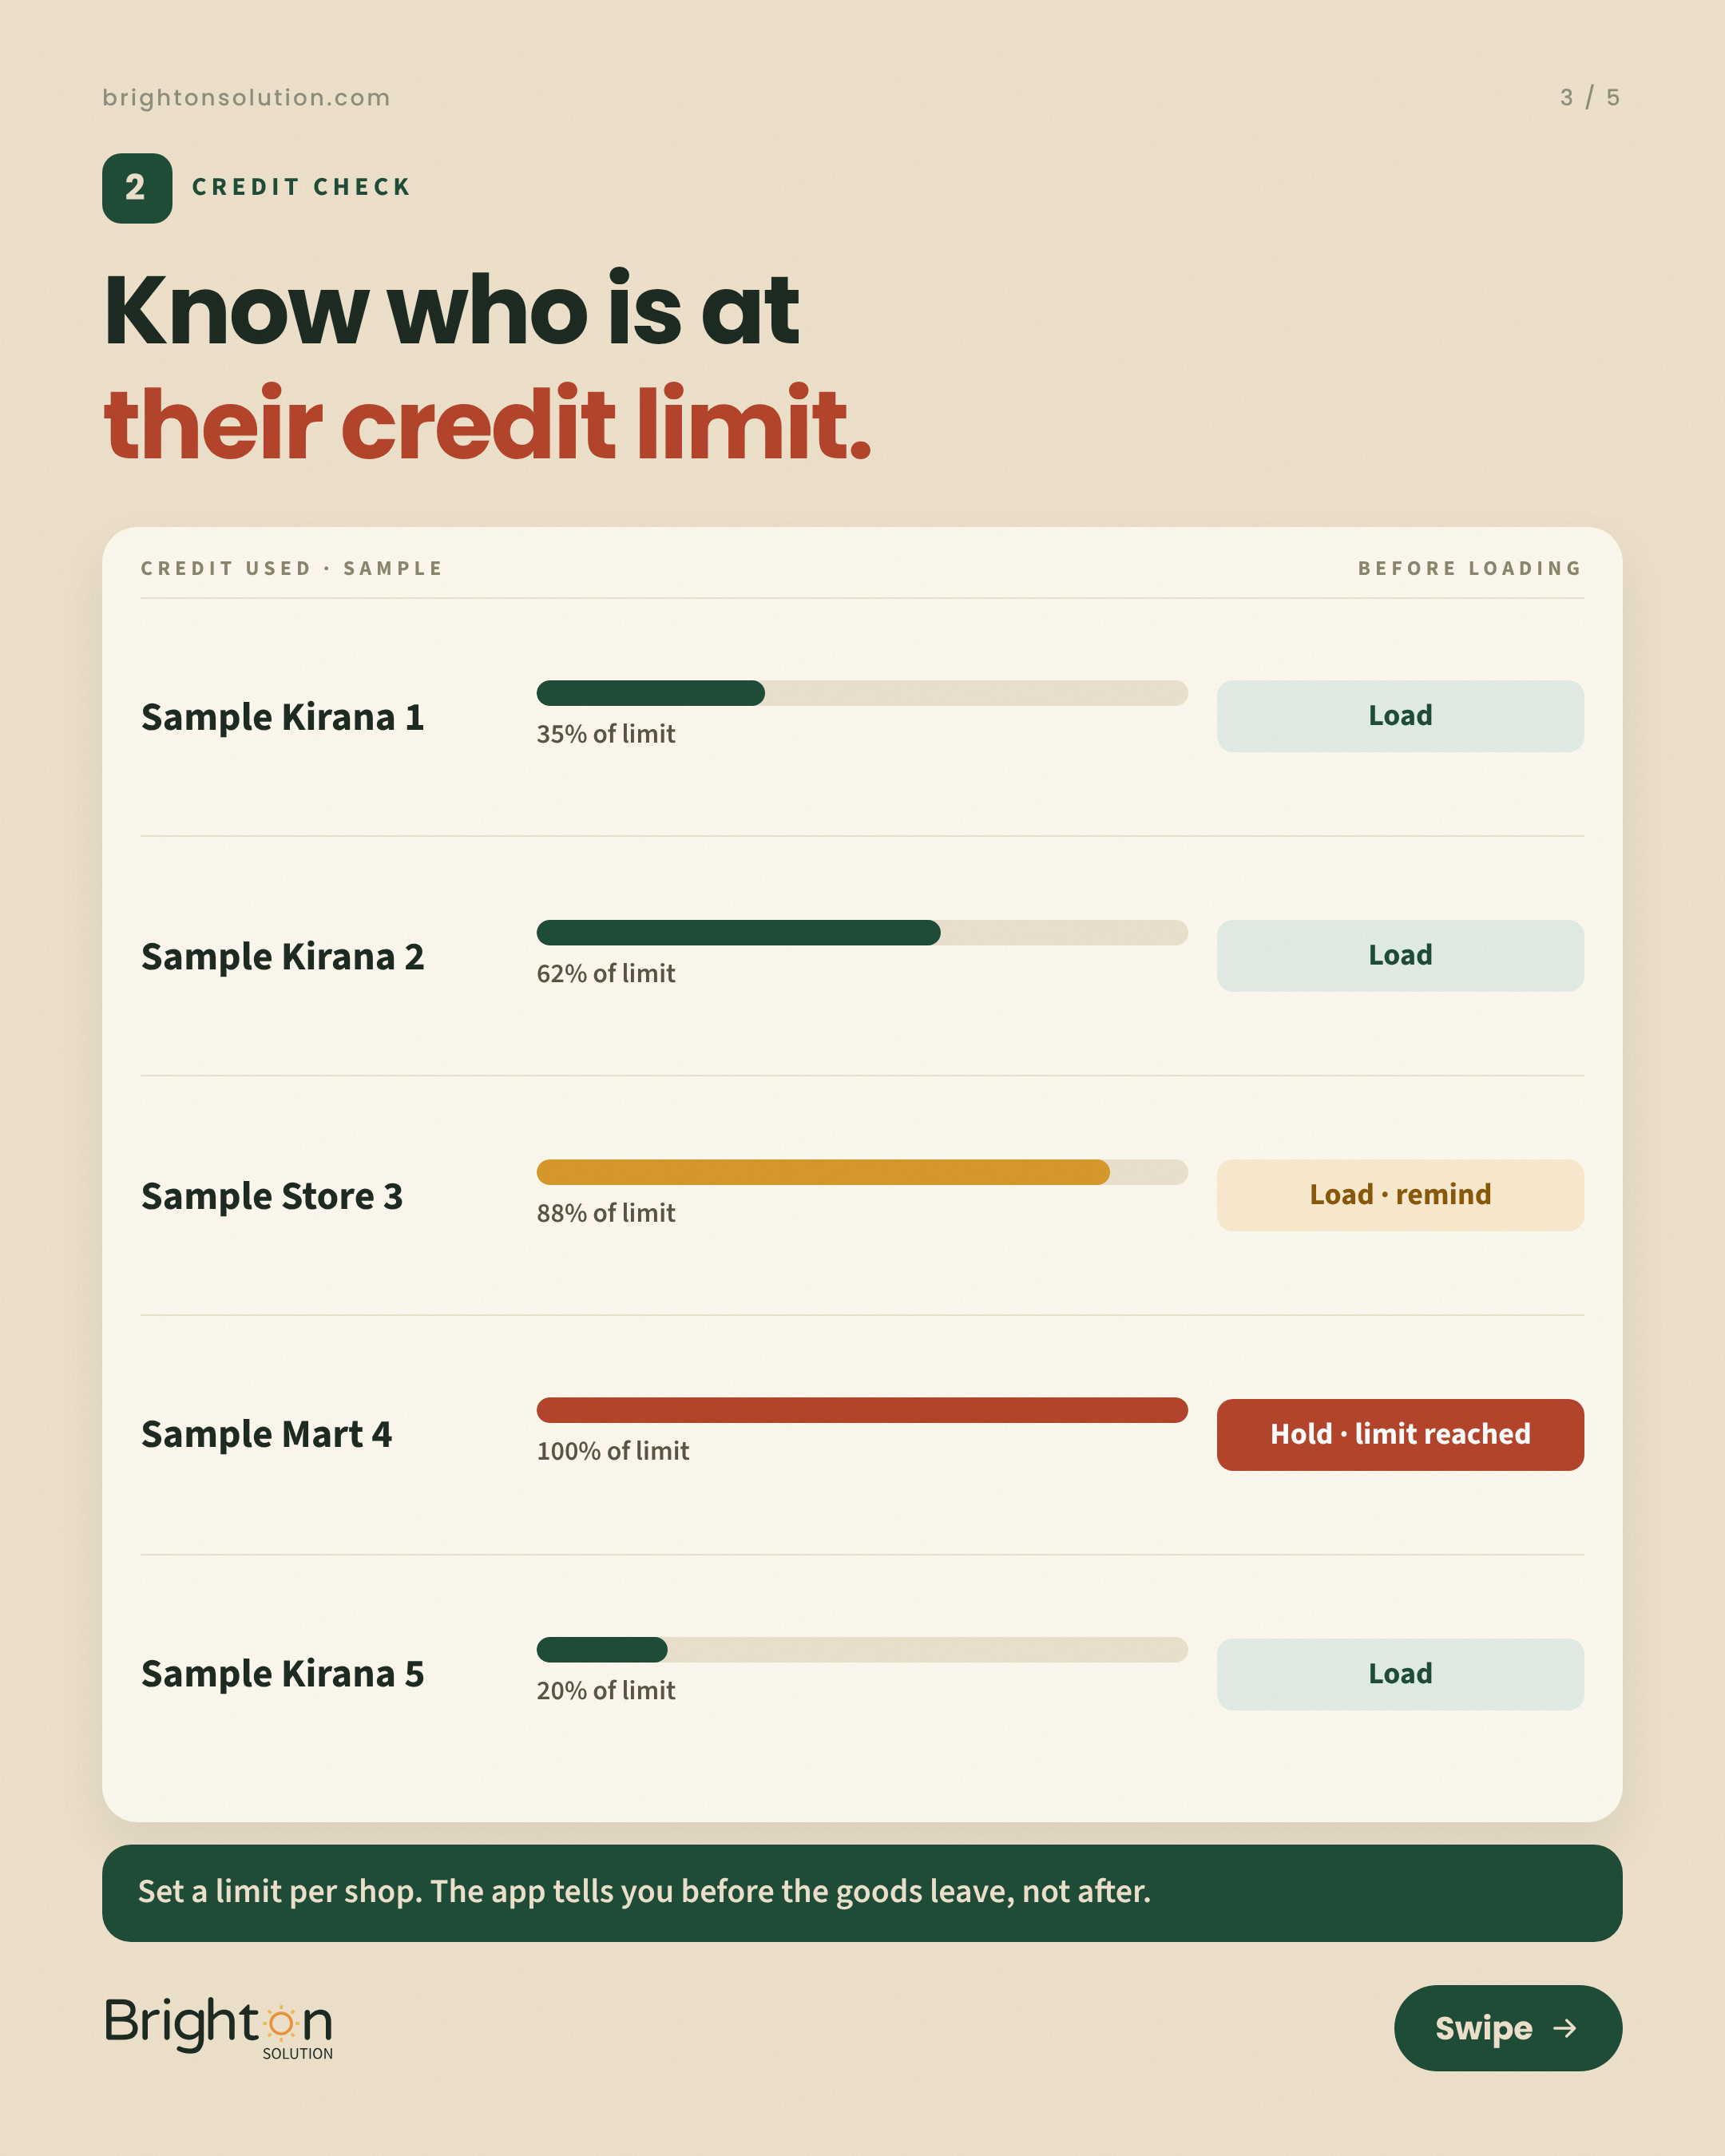 brightonsolution.com
3 / 5
2
CREDIT CHECK
Know who is at
their credit limit.
CREDIT USED · SAMPLE
BEFORE LOADING
Sample Kirana 1
35% of limit
Load
Sample Kirana 2
62% of limit
Load
Sample Store 3
88% of limit
Load · remind
Sample Mart 4
100% of limit
Hold · limit reached
Sample Kirana 5
20% of limit
Load
Set a limit per shop. The app tells you before the goods leave, not after.
Brighton
SOLUTION
Swipe →